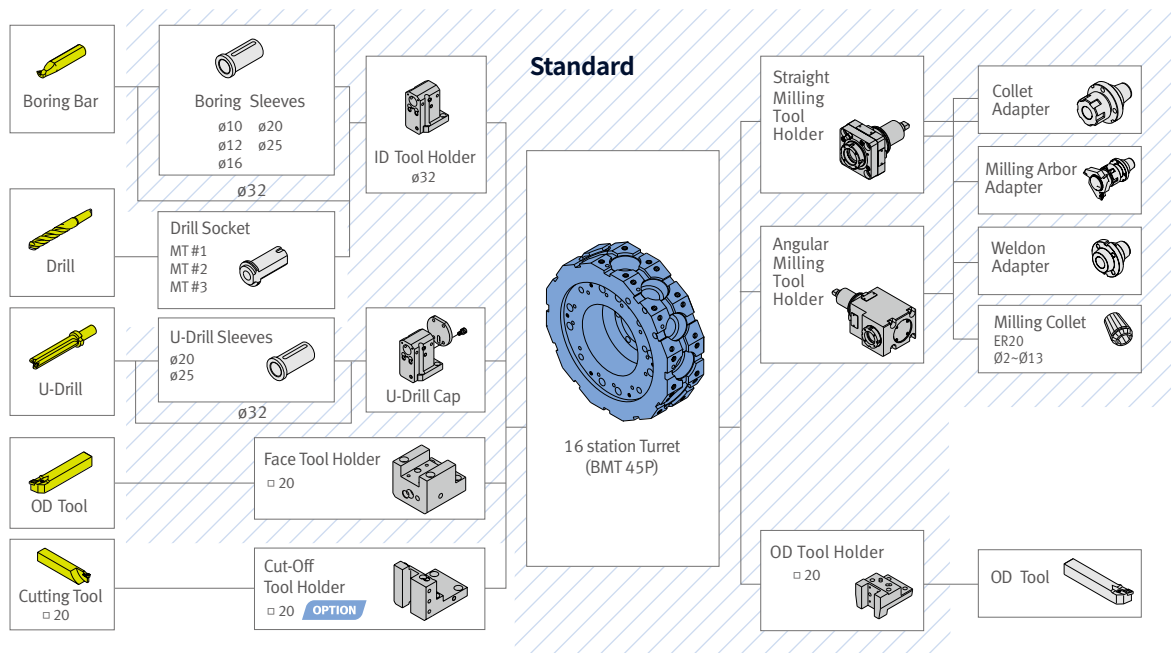 Standard
Boring Bar
Boring Sleeves
ø10 ø20
ø12 ø25
ø16
ø32
ID Tool Holder
ø32
Drill
Drill Socket
MT #1
MT #2
MT #3
U-Drill
U-Drill Sleeves
ø20
ø25
ø32
U-Drill Cap
OD Tool
Face Tool Holder
□ 20
Cutting Tool
□ 20
Cut-Off
Tool Holder
□ 20 OPTION
16 station Turret
(BMT 45P)
Straight
Milling
Tool
Holder
Angular
Milling
Tool
Holder
Collet
Adapter
Milling Arbor
Adapter
Weldon
Adapter
Milling Collet
ER20
Ø2~Ø13
OD Tool Holder
□ 20
OD Tool